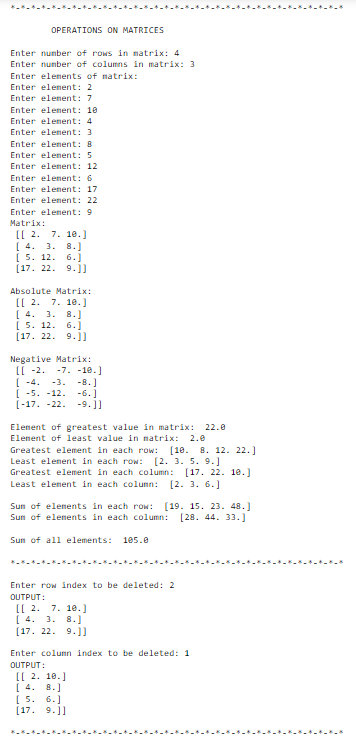 *-*-*-*-*-*-*-*-*-*-*-*-*-*-*-*-*-*-*-*-*-*-*-*-*-*-*-*-*-*
OPERATIONS ON MATRICES
Enter number of rows in matrix: 4
Enter number of columns in matrix: 3
Enter elements of matrix:
Enter element: 2
Enter element: 7
Enter element: 10
Enter element: 4
Enter element: 3
Enter element: 8
Enter element: 5
Enter element: 12
Enter element: 6
Enter element: 17
Enter element: 22
Enter element: 9
Matrix:
[[ 2.  7. 10.]
[ 4.  3.  8.]
[ 5. 12.  6.]
[17. 22.  9.]]
Absolute Matrix:
[[ 2.  7. 10.]
[ 4.  3.  8.]
[ 5. 12.  6.]
[17. 22.  9.]]
Negative Matrix:
[[ -2.  -7. -10.]
[ -4.  -3.  -8.]
[ -5. -12.  -6.]
[-17. -22.  -9.]]
Element of greatest value in matrix:  22.0
Element of least value in matrix:  2.0
Greatest element in each row:  [10.  8. 12. 22.]
Least element in each row:  [2. 3. 5. 9.]
Greatest element in each column:  [17. 22. 10.]
Least element in each column:  [2. 3. 6.]
Sum of elements in each row:  [19. 15. 23. 48.]
Sum of elements in each column:  [28. 44. 33.]
Sum of all elements:  105.0
*-*-*-*-*-*-*-*-*-*-*-*-*-*-*-*-*-*-*-*-*-*-*-*-*-*-*-*-*-*
Enter row index to be deleted: 2
OUTPUT:
[[ 2.  7. 10.]
[ 4.  3.  8.]
[17. 22.  9.]]
Enter column index to be deleted: 1
OUTPUT:
[[ 2. 10.]
[ 4.  8.]
[ 5.  6.]
[17.  9.]]
*-*-*-*-*-*-*-*-*-*-*-*-*-*-*-*-*-*-*-*-*-*-*-*-*-*-*-*-*-*